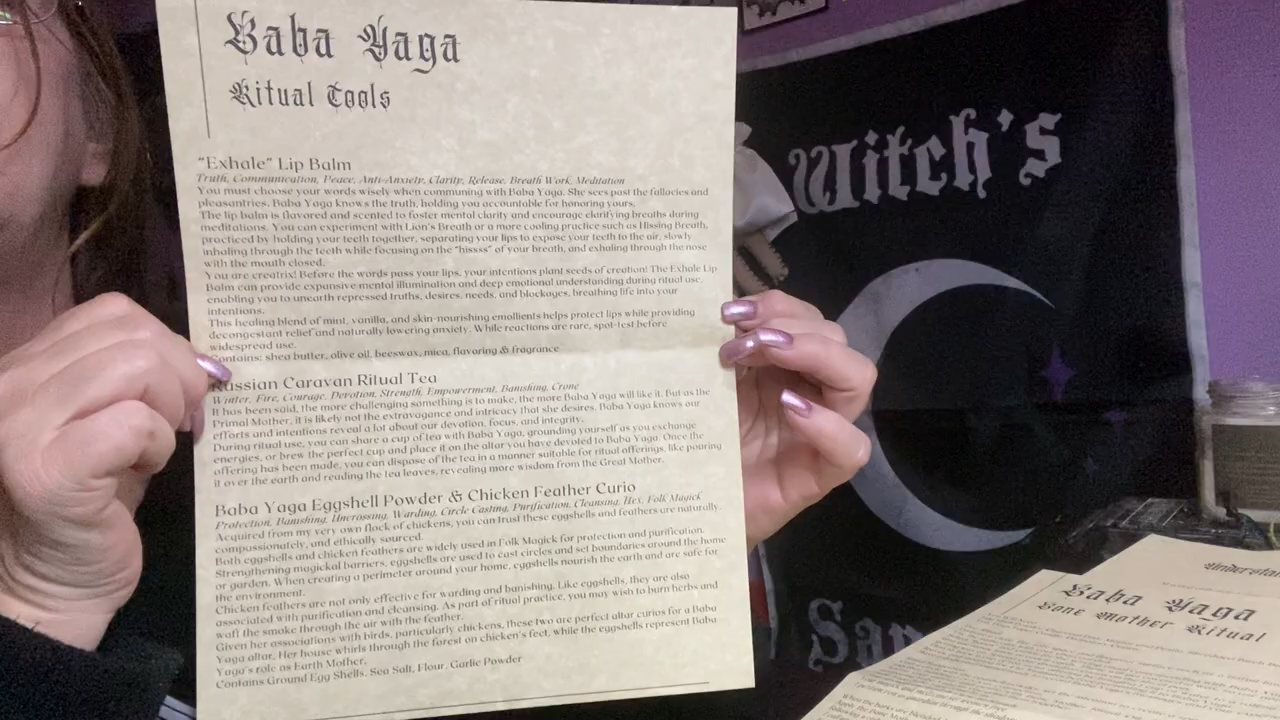 Baba Yaga
Ritual Tools
"Exhale" Lip Balm
Truth, Communication, Peace, Anti-Anxiety, Clarity, Release, Breath Work, Meditation
You must choose your words wisely when communing with Baba Yaga. She sees past the fallacies and
pleasantries. Baba Yaga knows the truth, holding you accountable for honoring yours.
The lip balm is flavored and scented to foster mental clarity and encourage clarifying breaths during
meditations. You can experiment with Lion's Breath or a more cooling practice such as Hissing Breath,
practiced by holding your teeth together, separating your lips to expose your teeth to the air, slowly
inhaling through the teeth while focusing on the "hissss" of your breath, and exhaling through the nose
with the mouth closed.
You are creatrix! Before the words pass your lips, your intentions plant seeds of creation! The Exhale Lip
Balm can provide expansive mental illumination and deep emotional understanding during ritual use,
enabling you to unearth repressed truths, desires, needs, and blockages, breathing life into your
intentions.
This healing blend of mint, vanilla, and skin-nourishing emollients helps protect lips while providing
decongestant relief and naturally lowering anxiety. While reactions are rare, spot-test before
widespread use.
Contains: shea butter, olive oil, beeswax, mica, flavoring & fragrance
Russian Caravan Ritual Tea
Winter, Fire, Courage, Devotion, Strength, Empowerment, Banishing, Crone
It has been said, the more challenging something is to make, the more Baba Yaga will like it. But as the
Primal Mother, it is likely not the extravagance and intricacy that she desires. Baba Yaga knows our
efforts and intentions reveal a lot about our devotion, focus, and integrity.
During ritual use, you can share a cup of tea with Baba Yaga, grounding yourself as you exchange
energies, or brew the perfect cup and place it on the altar you have devoted to Baba Yaga. Once the
offering has been made, you can dispose of the tea in a manner suitable for ritual offerings, like pouring
it over the earth and reading the tea leaves, revealing more wisdom from the Great Mother.
Baba Yaga Eggshell Powder & Chicken Feather Curio
Protection, Banishing, Uncrossing, Warding, Circle Casting, Purification, Cleansing, Hex, Folk Magick
Acquired from my very own flock of chickens, you can trust these eggshells and feathers are naturally,
compassionately, and ethically sourced.
Both eggshells and chicken feathers are widely used in Folk Magick for protection and purification.
Strengthening magickal barriers, eggshells are used to cast circles and set boundaries around the home
or garden. When creating a perimeter around your home, eggshells nourish the earth and are safe for
the environment.
Chicken feathers are not only effective for warding and banishing. Like eggshells, they are also
associated with purification and cleansing. As part of ritual practice, you may wish to burn herbs and
waft the smoke through the air with the feather.
Given her associations with birds, particularly chickens, these two are perfect altar curios for a Baba
Yaga altar. Her house whirls through the forest on chicken's feet, while the eggshells represent Baba
Yaga's role as Earth Mother.
Contains Ground Egg Shells, Sea Salt, Flour, Garlic Powder
Witch's
Baba Yaga
Bone Mother Ritual